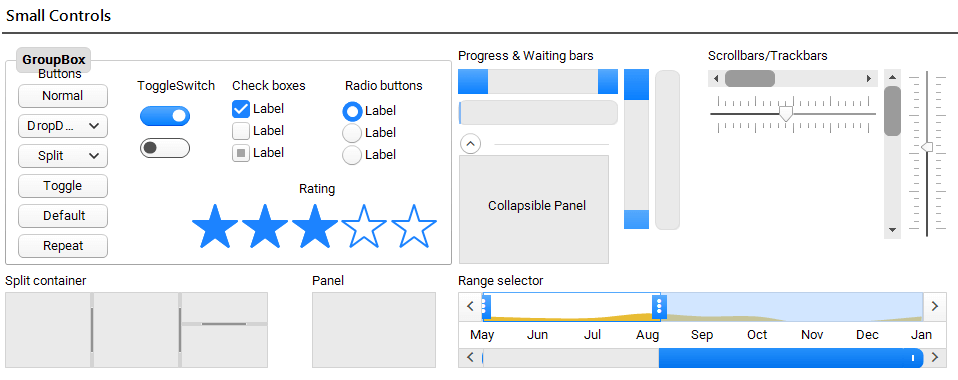 Small Controls
GroupBox
Buttons
Normal
DropD...
Split
Toggle
Default
Repeat
ToggleSwitch
Check boxes
Label
Label
Label
Radio buttons
Label
Label
Label
Rating
Progress & Waiting bars
Collapsible Panel
Scrollbars/Trackbars
Split container
Panel
Range selector
May Jun Jul Aug Sep Oct Nov Dec Jan